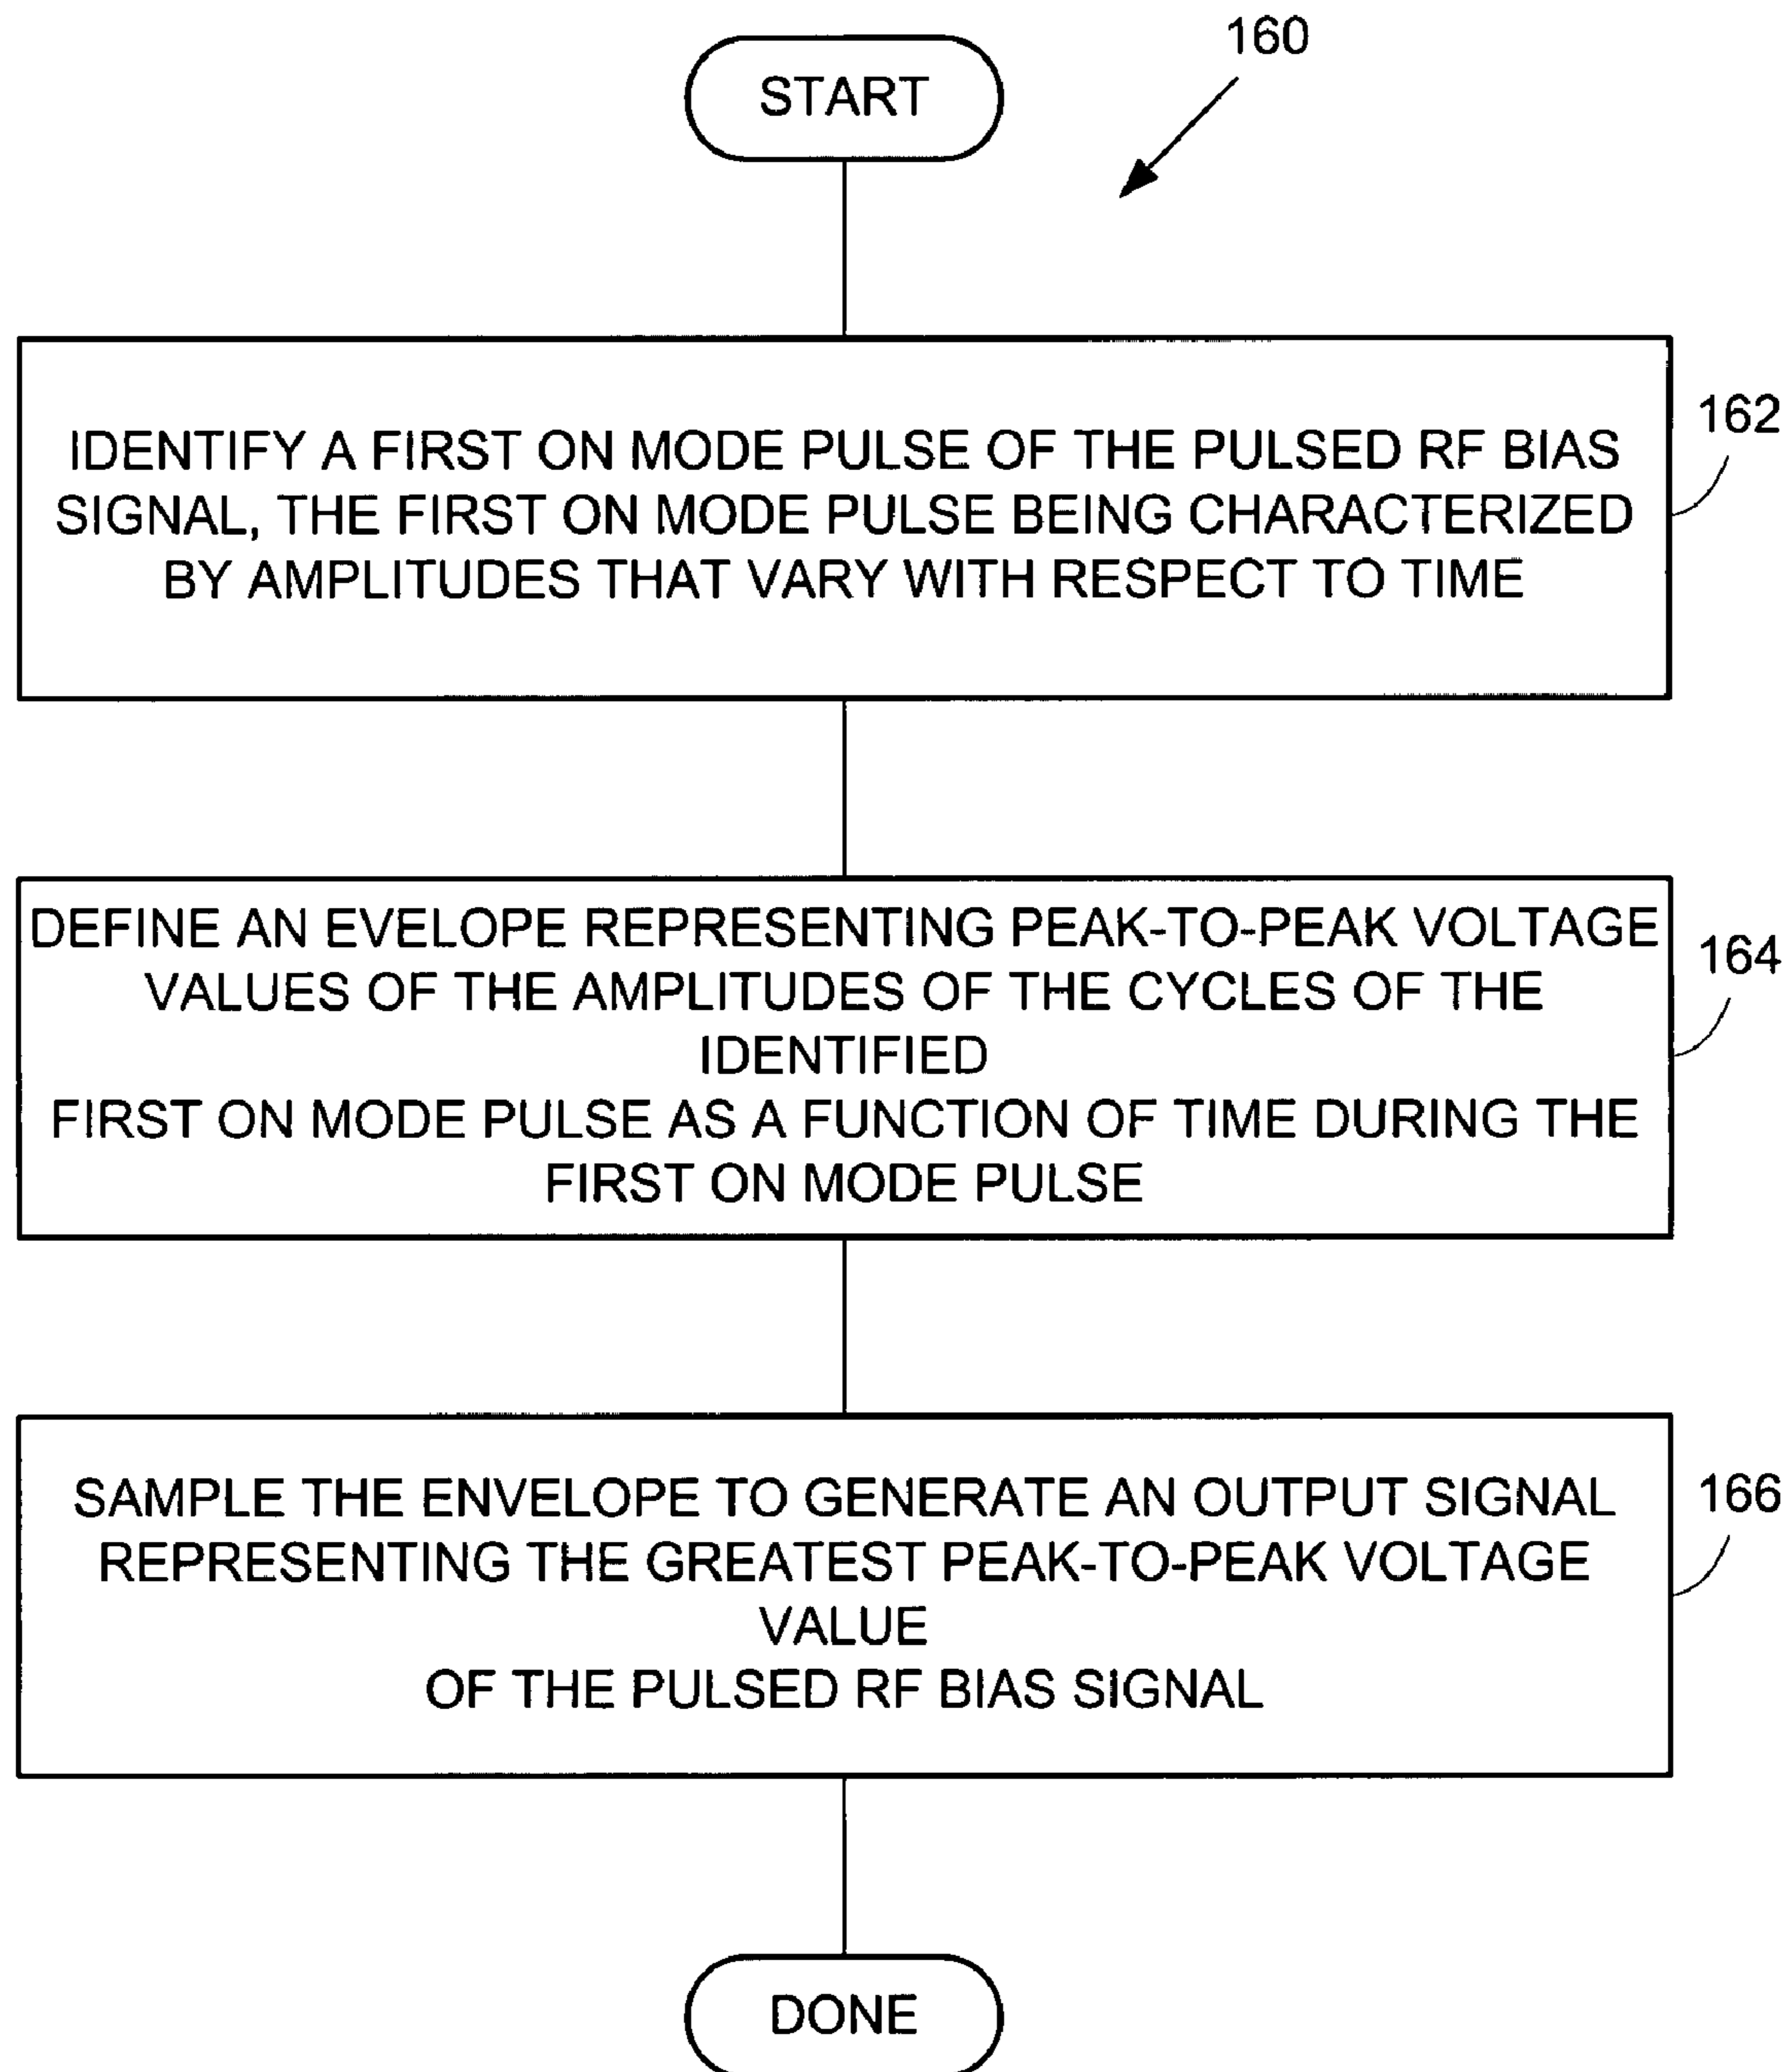 160
START
IDENTIFY A FIRST ON MODE PULSE OF THE PULSED RF BIAS
SIGNAL, THE FIRST ON MODE PULSE BEING CHARACTERIZED
BY AMPLITUDES THAT VARY WITH RESPECT TO TIME
162
DEFINE AN EVELOPE REPRESENTING PEAK-TO-PEAK VOLTAGE
VALUES OF THE AMPLITUDES OF THE CYCLES OF THE
IDENTIFIED
FIRST ON MODE PULSE AS A FUNCTION OF TIME DURING THE
FIRST ON MODE PULSE
164
SAMPLE THE ENVELOPE TO GENERATE AN OUTPUT SIGNAL
REPRESENTING THE GREATEST PEAK-TO-PEAK VOLTAGE
VALUE
OF THE PULSED RF BIAS SIGNAL
166
DONE